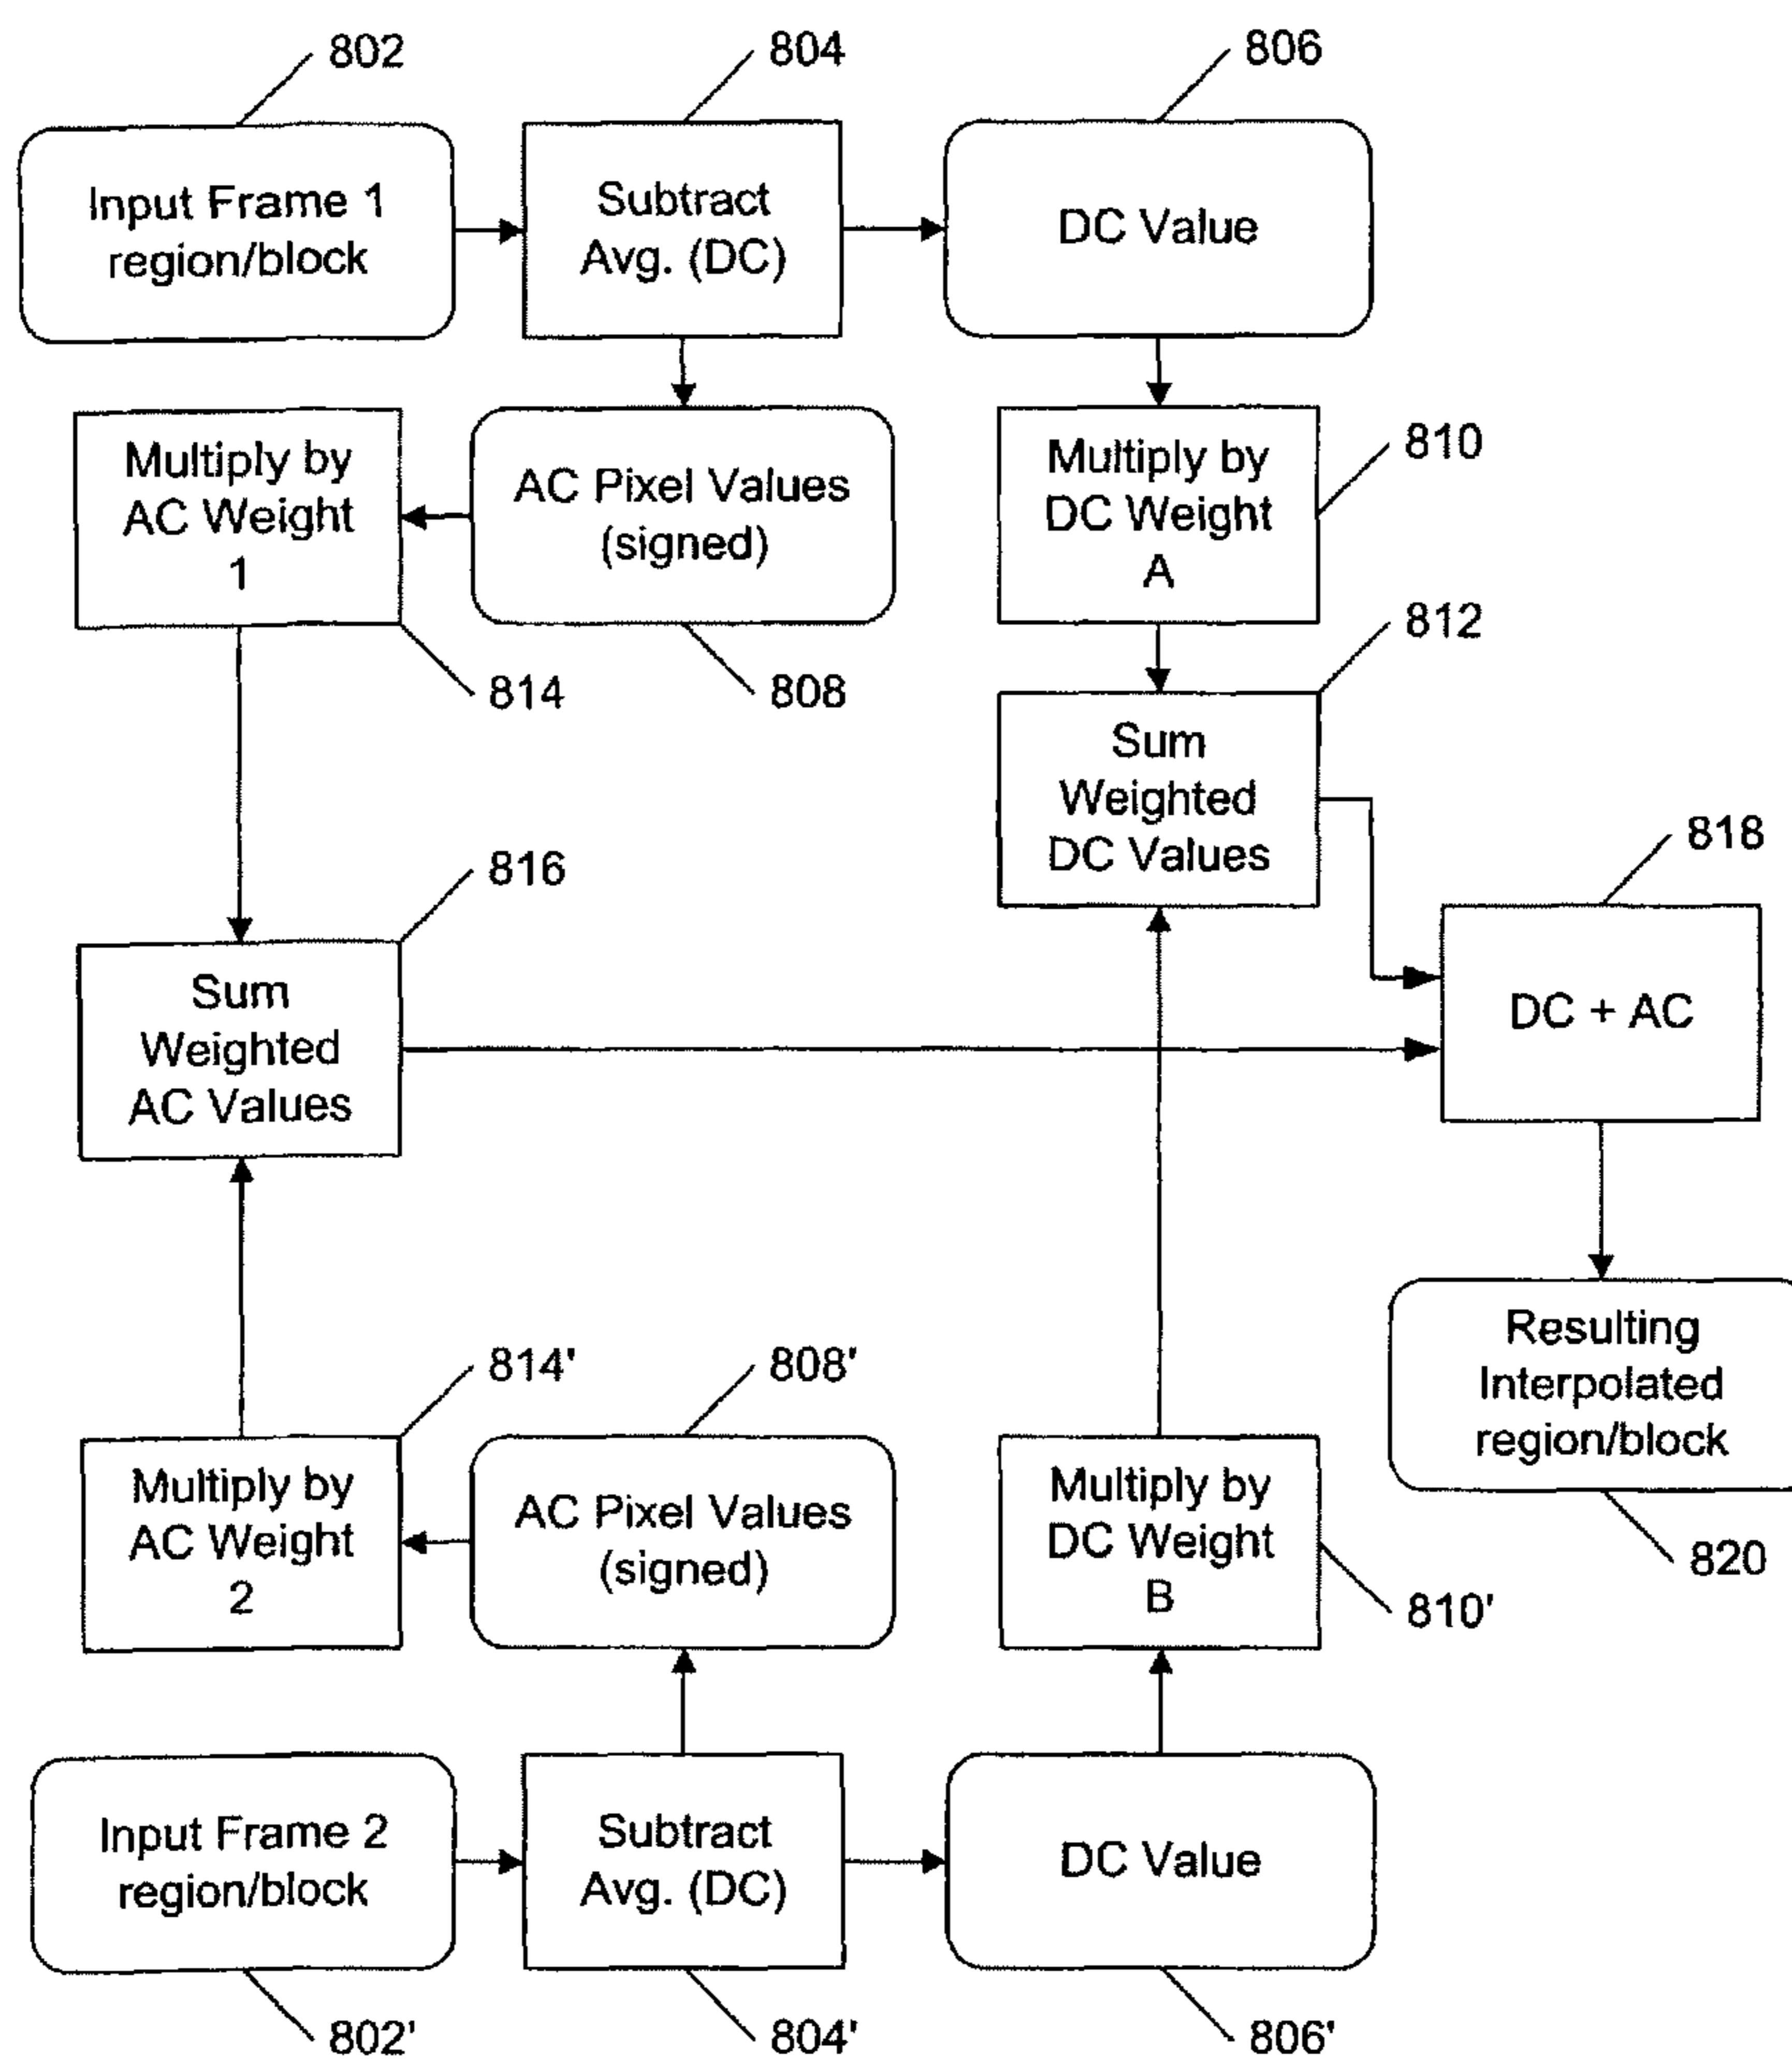 802
804
806
Input Frame 1
region/block
Subtract
Avg. (DC)
DC Value
Multiply by
AC Weight
1
AC Pixel Values
(signed)
Multiply by
DC Weight
A
810
814
808
812
Sum
Weighted
DC Values
816
818
Sum
Weighted
AC Values
DC + AC
814'
808'
Resulting
Interpolated
region/block
Multiply by
AC Weight
2
AC Pixel Values
(signed)
Multiply by
DC Weight
B
820
810'
Input Frame 2
region/block
Subtract
Avg. (DC)
DC Value
802'
804'
806'